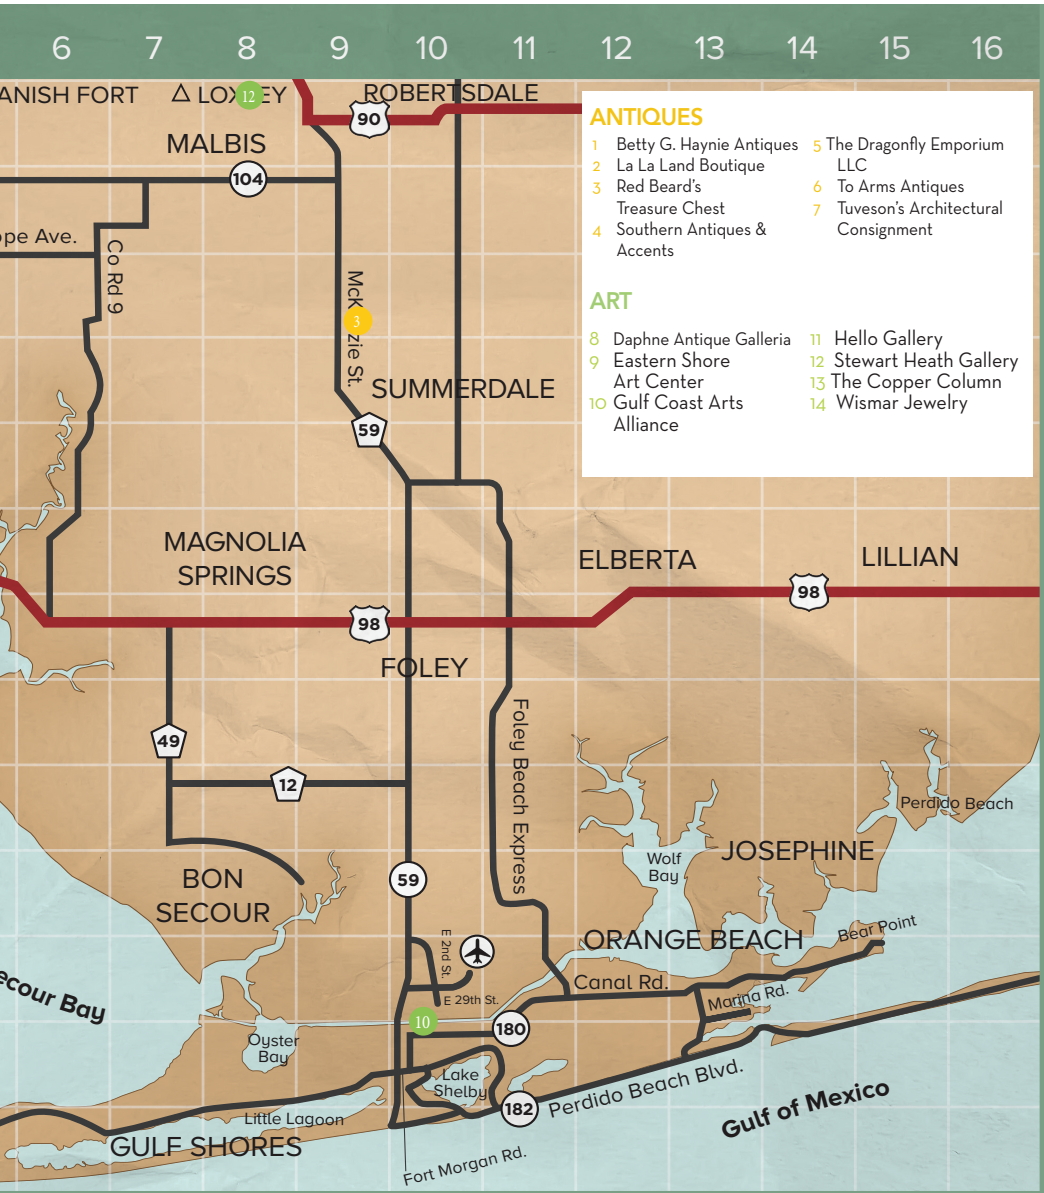 6 7 8 9 10 11 12 13 14 15 16
ANISH FORT
LOX
EY
12
ROBERTSDALE
90
MALBIS
104
ope Ave.
Co Rd 9
McK
zie St.
3
SUMMERDALE
59
ANTIQUES
1 Betty G. Haynie Antiques
2 La La Land Boutique
3 Red Beard's
Treasure Chest
4 Southern Antiques &
Accents
5 The Dragonfly Emporium
LLC
6 To Arms Antiques
7 Tuveson's Architectural
Consignment
ART
8 Daphne Antique Galleria
9 Eastern Shore
Art Center
10 Gulf Coast Arts
Alliance
11 Hello Gallery
12 Stewart Heath Gallery
13 The Copper Column
14 Wismar Jewelry
MAGNOLIA
SPRINGS
ELBERTA
LILLIAN
98
98
FOLEY
49
12
Foley Beach Express
Perdido Beach
Wolf
Bay
JOSEPHINE
BON
SECOUR
59
E 2nd St.
ORANGE BEACH
Bear Point
ecour Bay
E 29th St.
Canal Rd.
Marina Rd.
10
180
Oyster
Bay
Lake
Shelby
182
Perdido Beach Blvd.
Gulf of Mexico
Little Lagoon
GULF SHORES
Fort Morgan Rd.